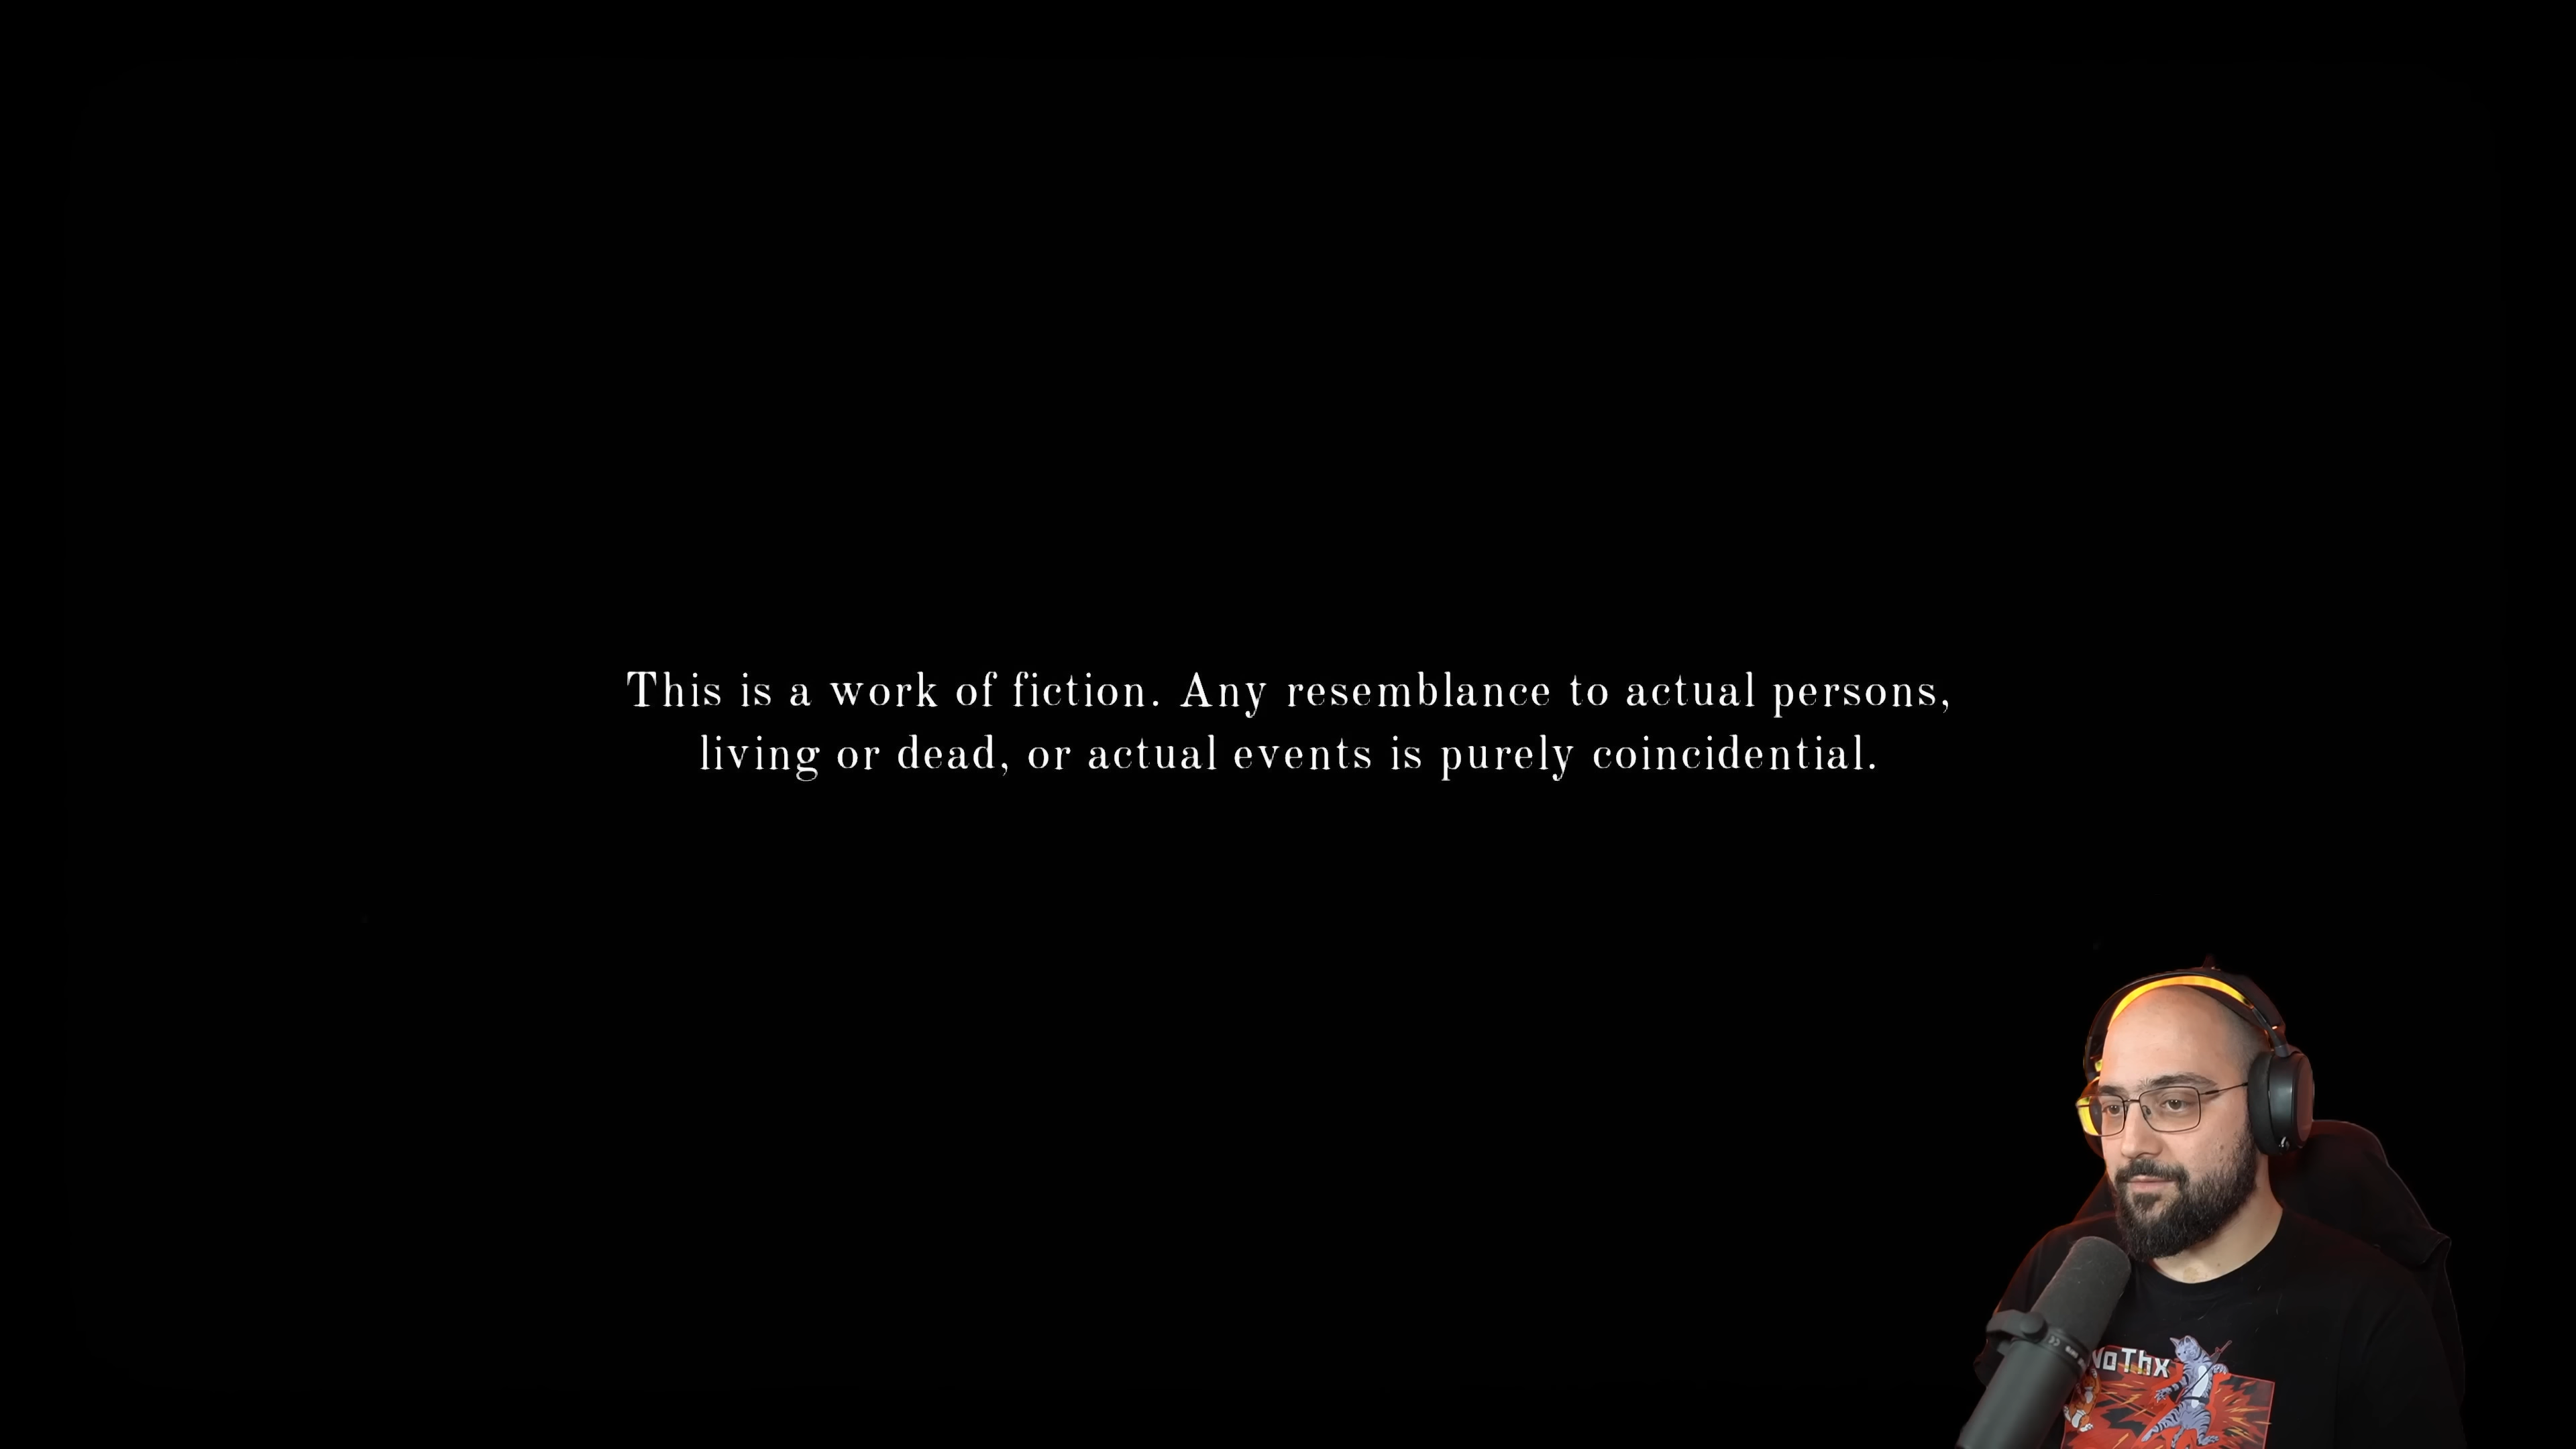 This is a work of fiction. Any resemblance to actual persons,
living or dead, or actual events is purely coincidential.
NoThx